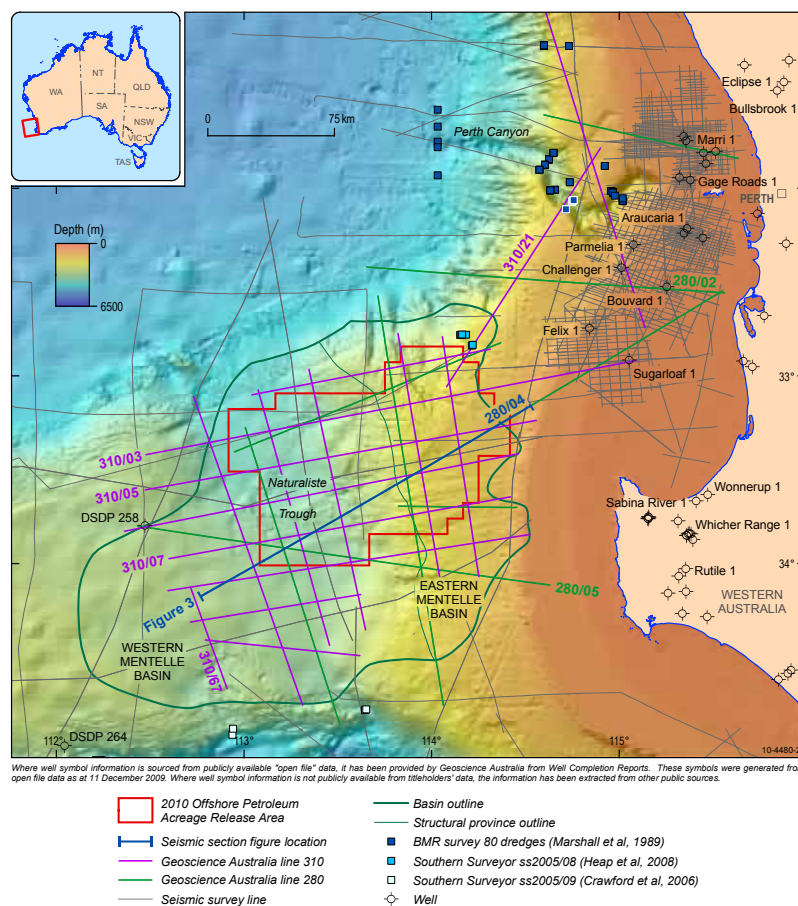 WA
NT
SA
QLD
NSW
VIC
TAS
0
75 km
Perth Canyon
Eclipse 1
Bullsbrook 1
Marri 1
Gage Roads 1
PERTH
Araucaria 1
Parmelia 1
Challenger 1
Bouvard 1
Felix 1
Sugarloaf 1
Depth (m)
0
6500
310/21
280/02
33°
280/04
310/03
310/05
Naturaliste
Trough
DSDP 258
310/07
Figure 3
EASTERN
MENTELLE
BASIN
280/05
WESTERN
MENTELLE
BASIN
310/67
Wonnerup 1
Sabina River 1
Whicher Range 1
34°
Rutile 1
WESTERN
AUSTRALIA
DSDP 264
112°
113°
114°
115°
10-4480-2
Where well symbol information is sourced from publicly available "open file" data, it has been provided by Geoscience Australia from Well Completion Reports. These symbols were generated from
open file data as at 11 December 2009. Where well symbol information is not publicly available from titleholders' data, the information has been extracted from other public sources.
2010 Offshore Petroleum
Acreage Release Area
Seismic section figure location
Geoscience Australia line 310
Geoscience Australia line 280
Seismic survey line
Basin outline
Structural province outline
BMR survey 80 dredges (Marshall et al, 1989)
Southern Surveyor ss2005/08 (Heap et al, 2008)
Southern Surveyor ss2005/09 (Crawford et al, 2006)
Well